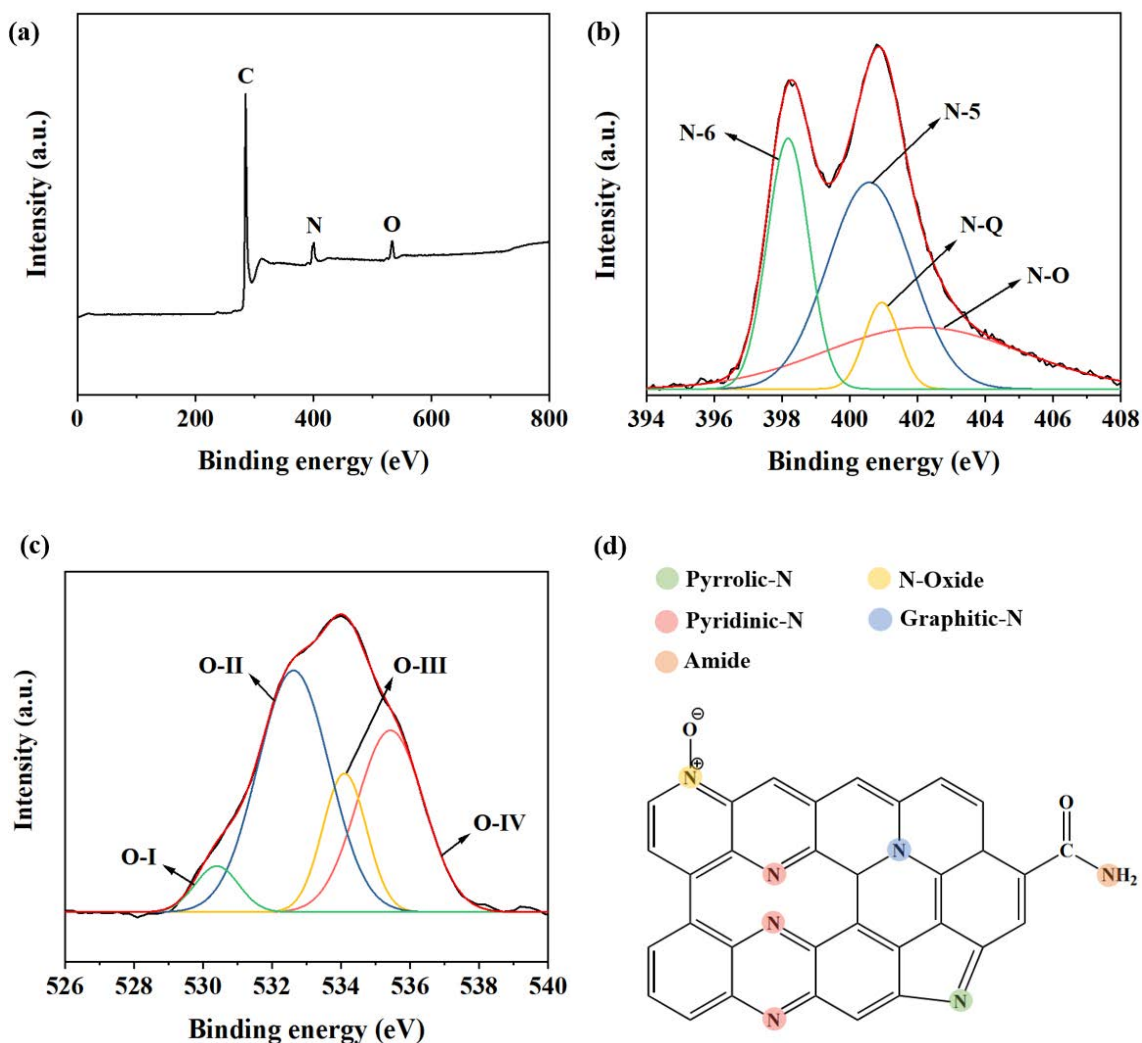 (a)
C
N
O
Intensity (a.u.)
0 200 400 600 800
Binding energy (eV)
(b)
N-6
N-5
N-Q
N-O
Intensity (a.u.)
394 396 398 400 402 404 406 408
Binding energy (eV)
(c)
O-I
O-II
O-III
O-IV
Intensity (a.u.)
526 528 530 532 534 536 538 540
Binding energy (eV)
(d)
Pyrrolic-N
N-Oxide
Pyridinic-N
Graphitic-N
Amide
O ⊖
N ⊕
O
N
C
N
NH₂
N
N
N